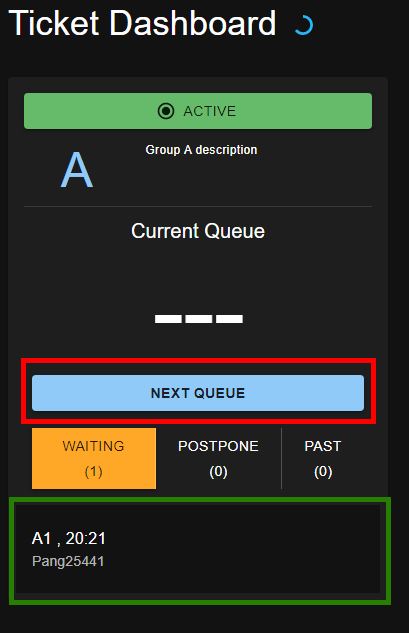 Ticket Dashboard
ACTIVE
A
Group A description
Current Queue
---
NEXT QUEUE
WAITING POSTPONE PAST
(1) (0) (0)
A1 , 20:21
Pang25441